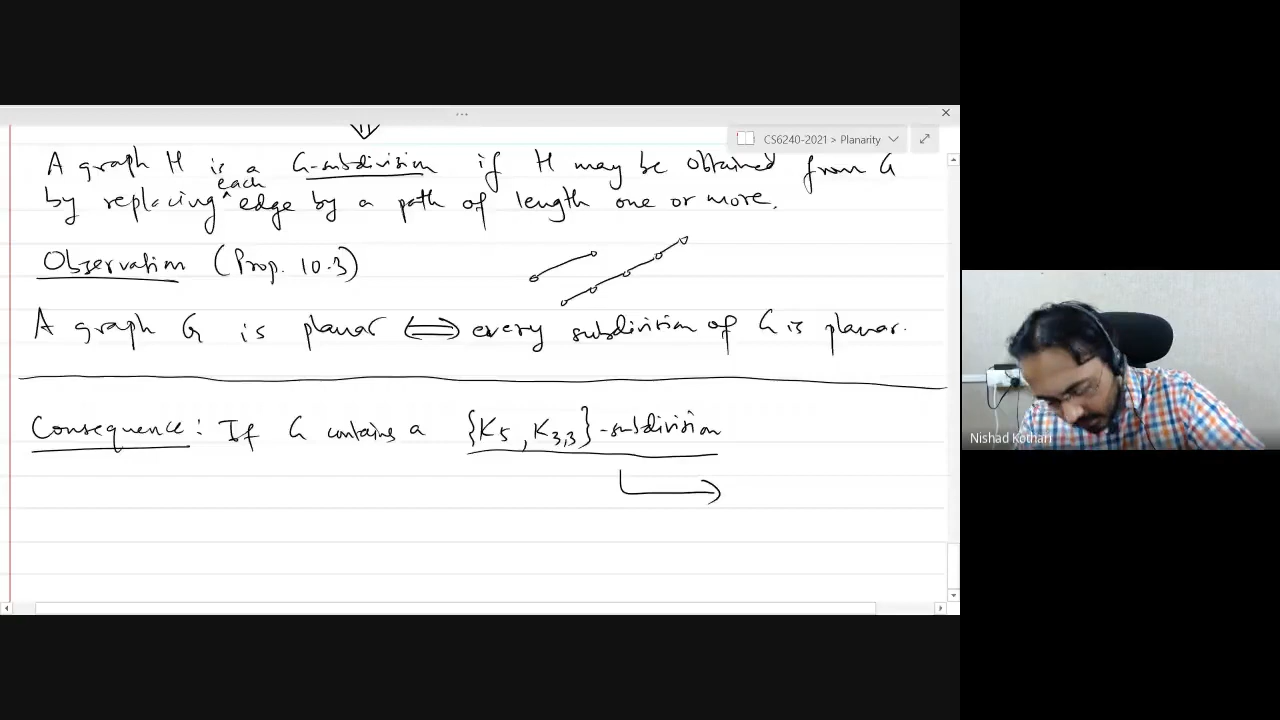 CS6240-2021 > Planarity
A graph H is a G-subdivision if H may be obtained from G
by replacing each edge by a path of length one or more.
Observation (Prop. 10.3)
A graph G is planar ⟺ every subdivision of G is planar.
Consequence: If G contains a {K5, K3,3}-subdivision
Nishad Kothari